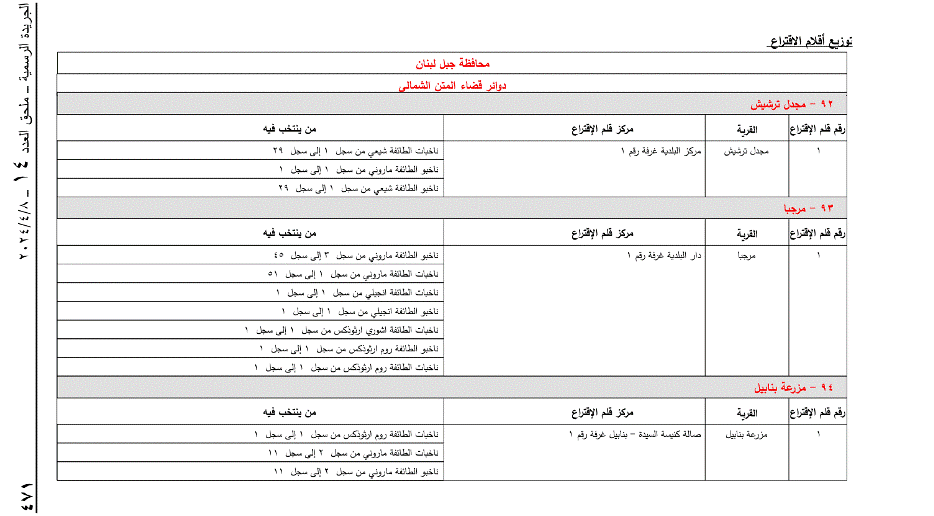 الجريدة الرسمية – ملحق العدد ١٤ – ٢٠٢٤/٤/٨
توزيع أقلام الاقتراع
محافظة جبل لبنان
دوائر قضاء المتن الشمالي
٩٢ - مجدل ترشيش
رقم قلم الإقتراع القرية مركز قلم الإقتراع من ينتخب فيه
١ مجدل ترشيش مركز البلدية غرفة رقم ١ ناخبات الطائفة شيعي من سجل ١ إلى سجل ٢٩
ناخبو الطائفة ماروني من سجل ١ إلى سجل ١
ناخبو الطائفة شيعي من سجل ١ إلى سجل ٢٩
٩٣ - مرجبا
رقم قلم الإقتراع القرية مركز قلم الإقتراع من ينتخب فيه
١ مرجبا دار البلدية غرفة رقم ١ ناخبو الطائفة ماروني من سجل ٣ إلى سجل ٤٥
ناخبات الطائفة ماروني من سجل ١ إلى سجل ٥١
ناخبات الطائفة انجيلي من سجل ١ إلى سجل ١
ناخبو الطائفة انجيلي من سجل ١ إلى سجل ١
ناخبات الطائفة اشوري ارثوذكس من سجل ١ إلى سجل ١
ناخبو الطائفة روم ارثوذكس من سجل ١ إلى سجل ١
ناخبات الطائفة روم ارثوذكس من سجل ١ إلى سجل ١
٩٤ - مزرعة بنابيل
رقم قلم الإقتراع القرية مركز قلم الإقتراع من ينتخب فيه
١ مزرعة بنابيل صالة كنيسة السيدة – بنابيل غرفة رقم ١ ناخبات الطائفة روم ارثوذكس من سجل ١ إلى سجل ١
ناخبات الطائفة ماروني من سجل ٢ إلى سجل ١١
ناخبو الطائفة ماروني من سجل ٢ إلى سجل ١١
٤٧١